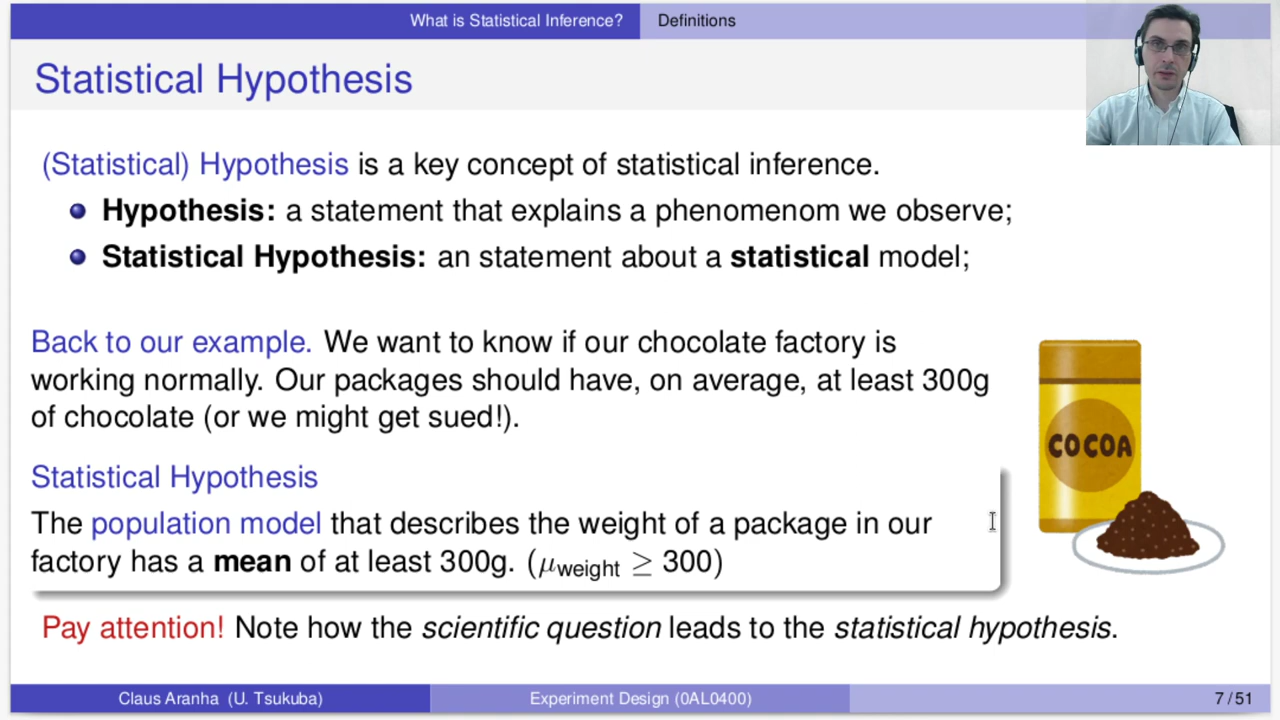 What is Statistical Inference? Definitions
Statistical Hypothesis
(Statistical) Hypothesis is a key concept of statistical inference.
Hypothesis: a statement that explains a phenomenom we observe;
Statistical Hypothesis: an statement about a statistical model;
Back to our example. We want to know if our chocolate factory is
working normally. Our packages should have, on average, at least 300g
of chocolate (or we might get sued!).
COCOA
Statistical Hypothesis
The population model that describes the weight of a package in our
factory has a mean of at least 300g. (μweight ≥ 300)
Pay attention! Note how the scientific question leads to the statistical hypothesis.
Claus Aranha (U. Tsukuba) Experiment Design (0AL0400) 7 / 51